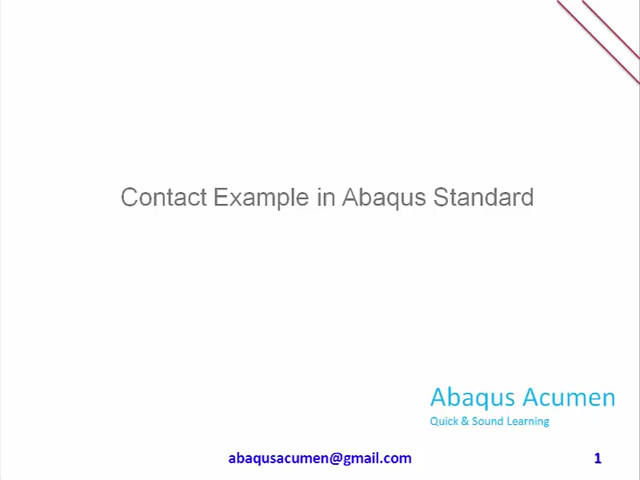 Contact Example in Abaqus Standard
Abaqus Acumen
Quick & Sound Learning
abaqusacumen@gmail.com
1